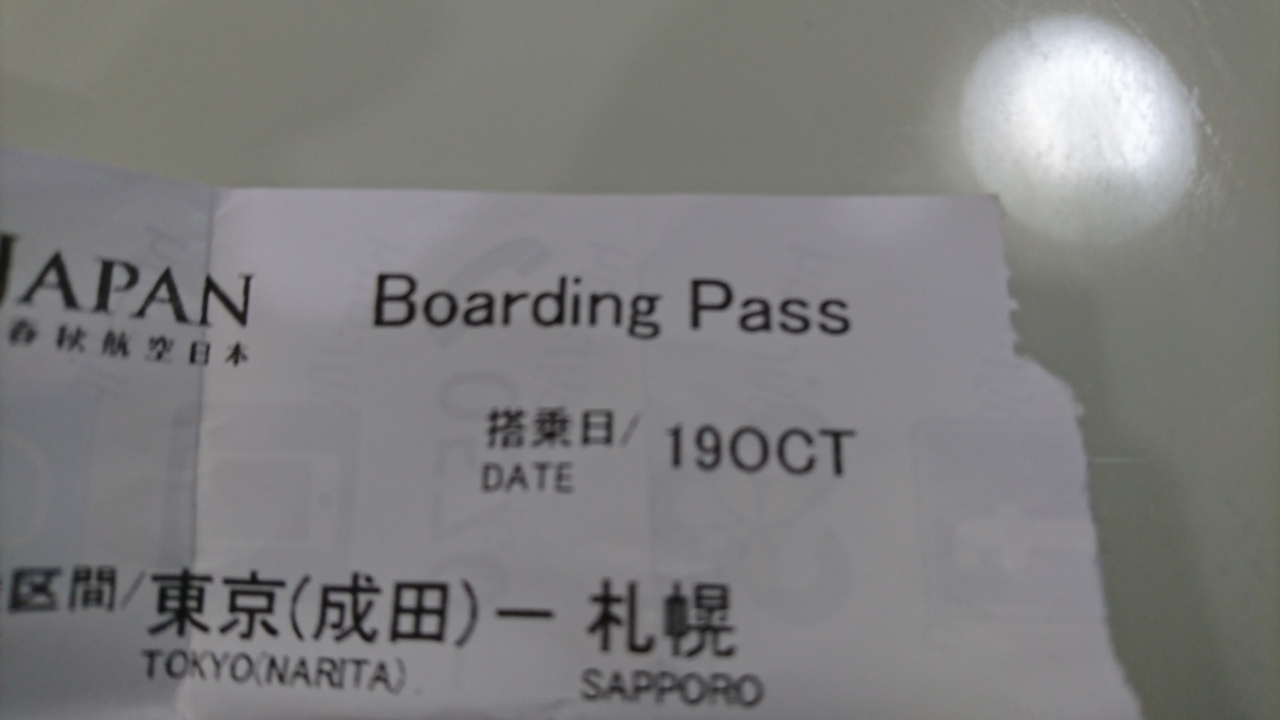 JAPAN
春秋航空日本
Boarding Pass
搭乗日/ 19OCT
DATE
区間/東京(成田) ー 札幌
TOKYO(NARITA) SAPPORO